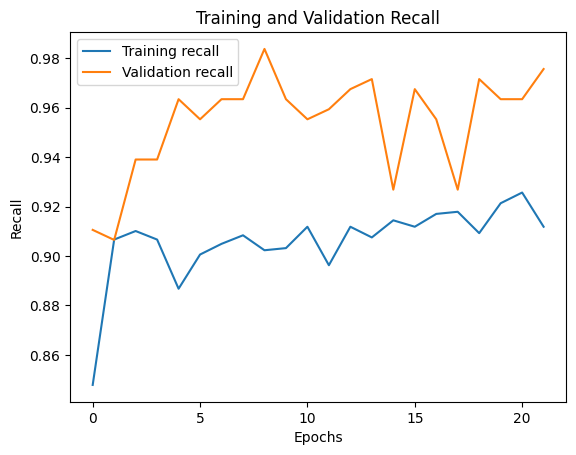 Training and Validation Recall
Training recall
Validation recall
0.98
0.96
0.94
0.92
0.90
0.88
0.86
Recall
0
5
10
15
20
Epochs